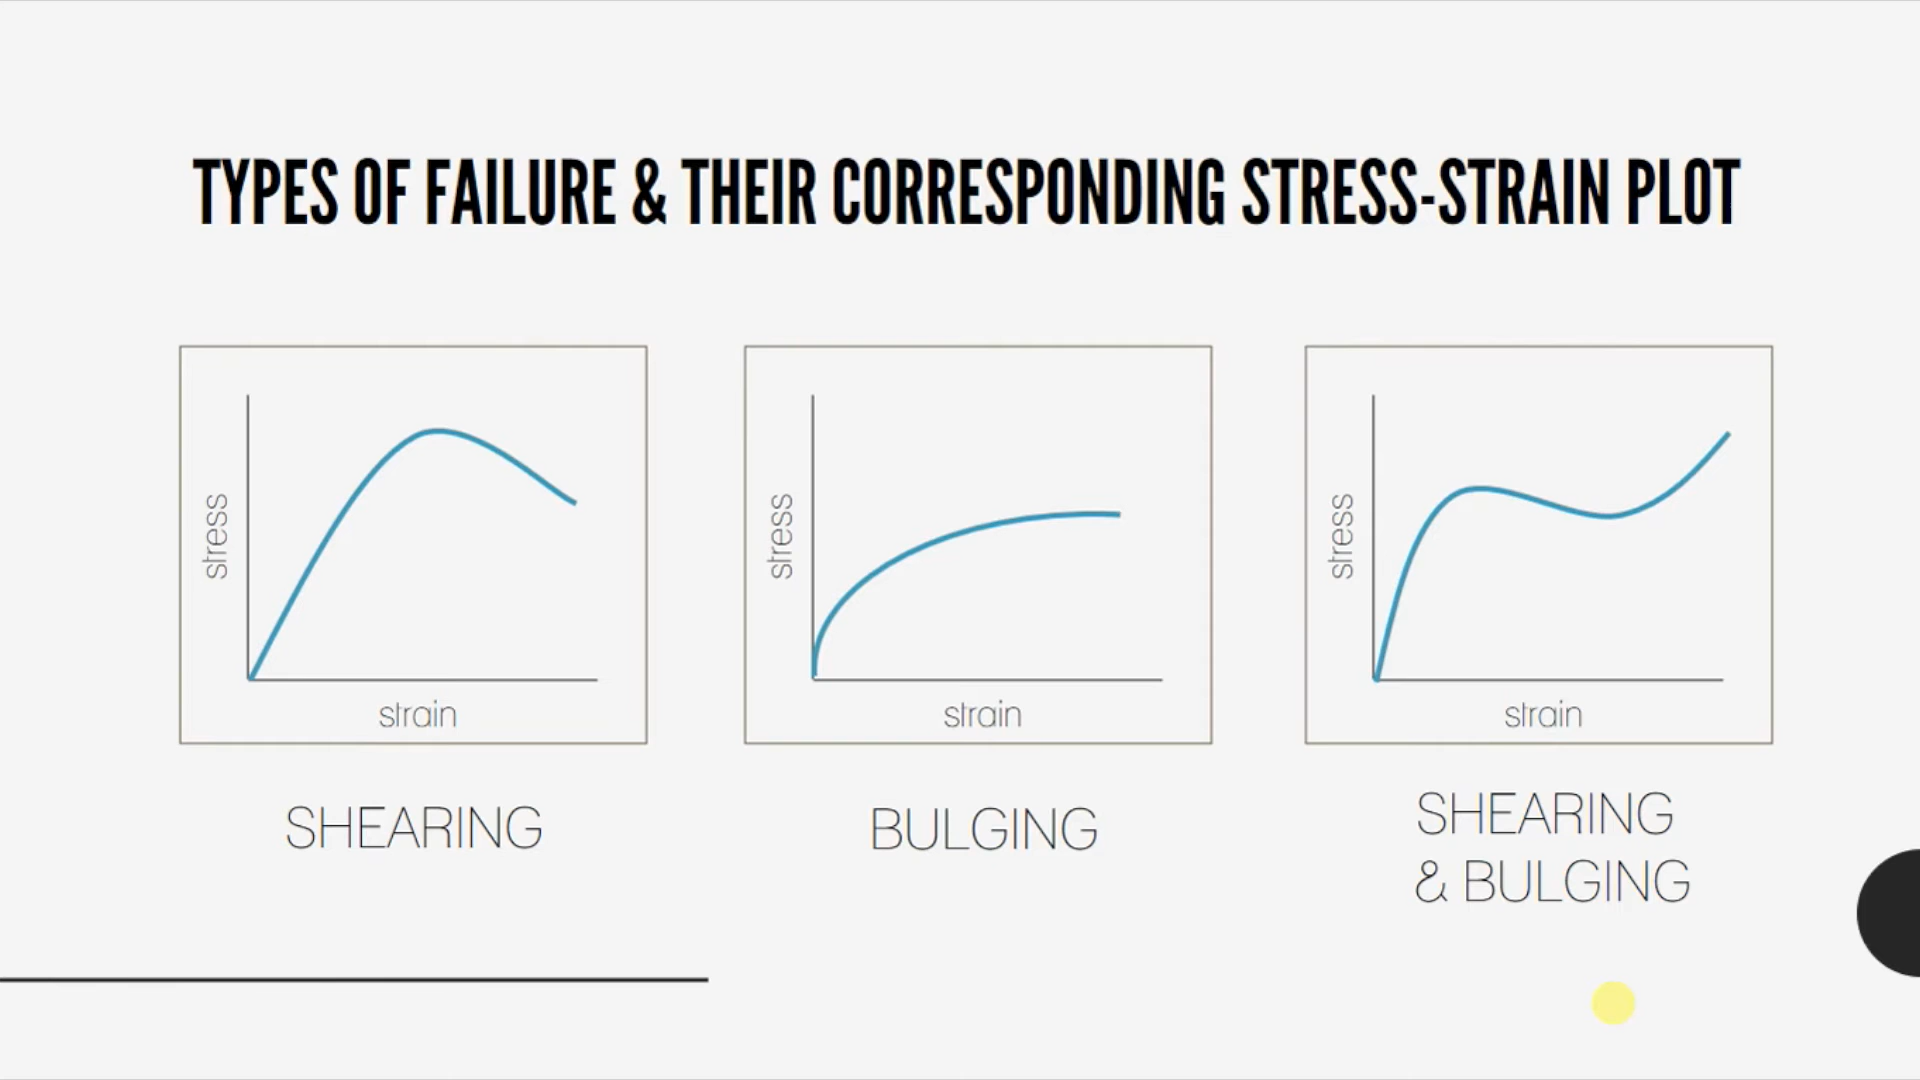 TYPES OF FAILURE & THEIR CORRESPONDING STRESS-STRAIN PLOT
stress
strain
SHEARING
stress
strain
BULGING
stress
strain
SHEARING
& BULGING